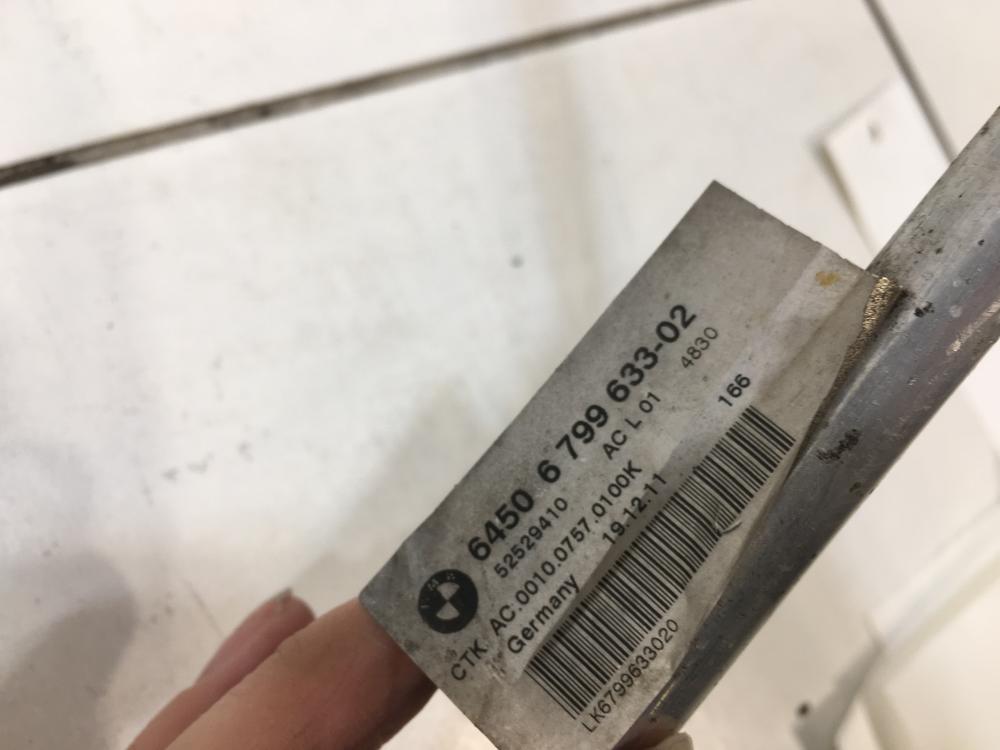 6450 6 799 633-02
52529410 AC L 01 4830
AC.0010.0757.0100K
CTK Germany 19.12.11 166
LK6799633020
BMW